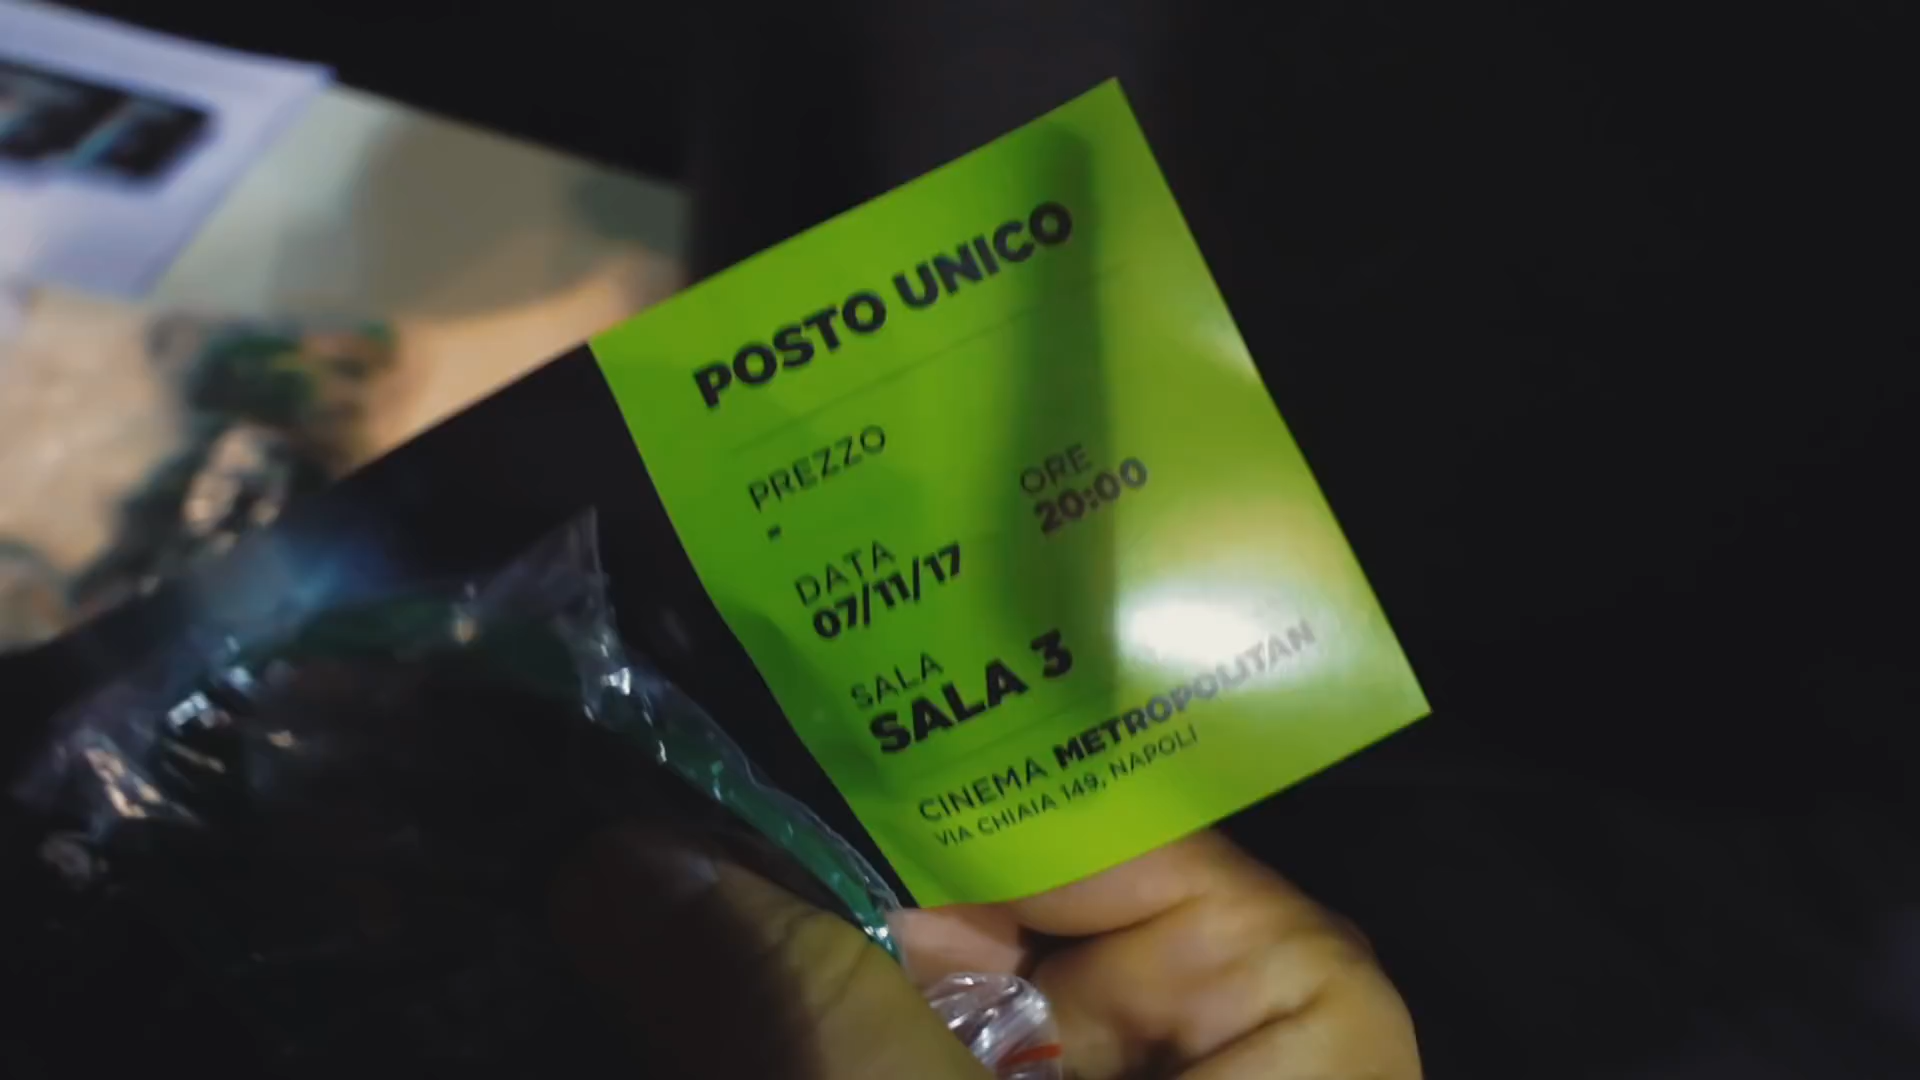 POSTO UNICO
PREZZO
-
ORE
20:00
DATA
07/11/17
SALA
SALA 3
CINEMA METROPOLITAN
VIA CHIAIA 149, NAPOLI